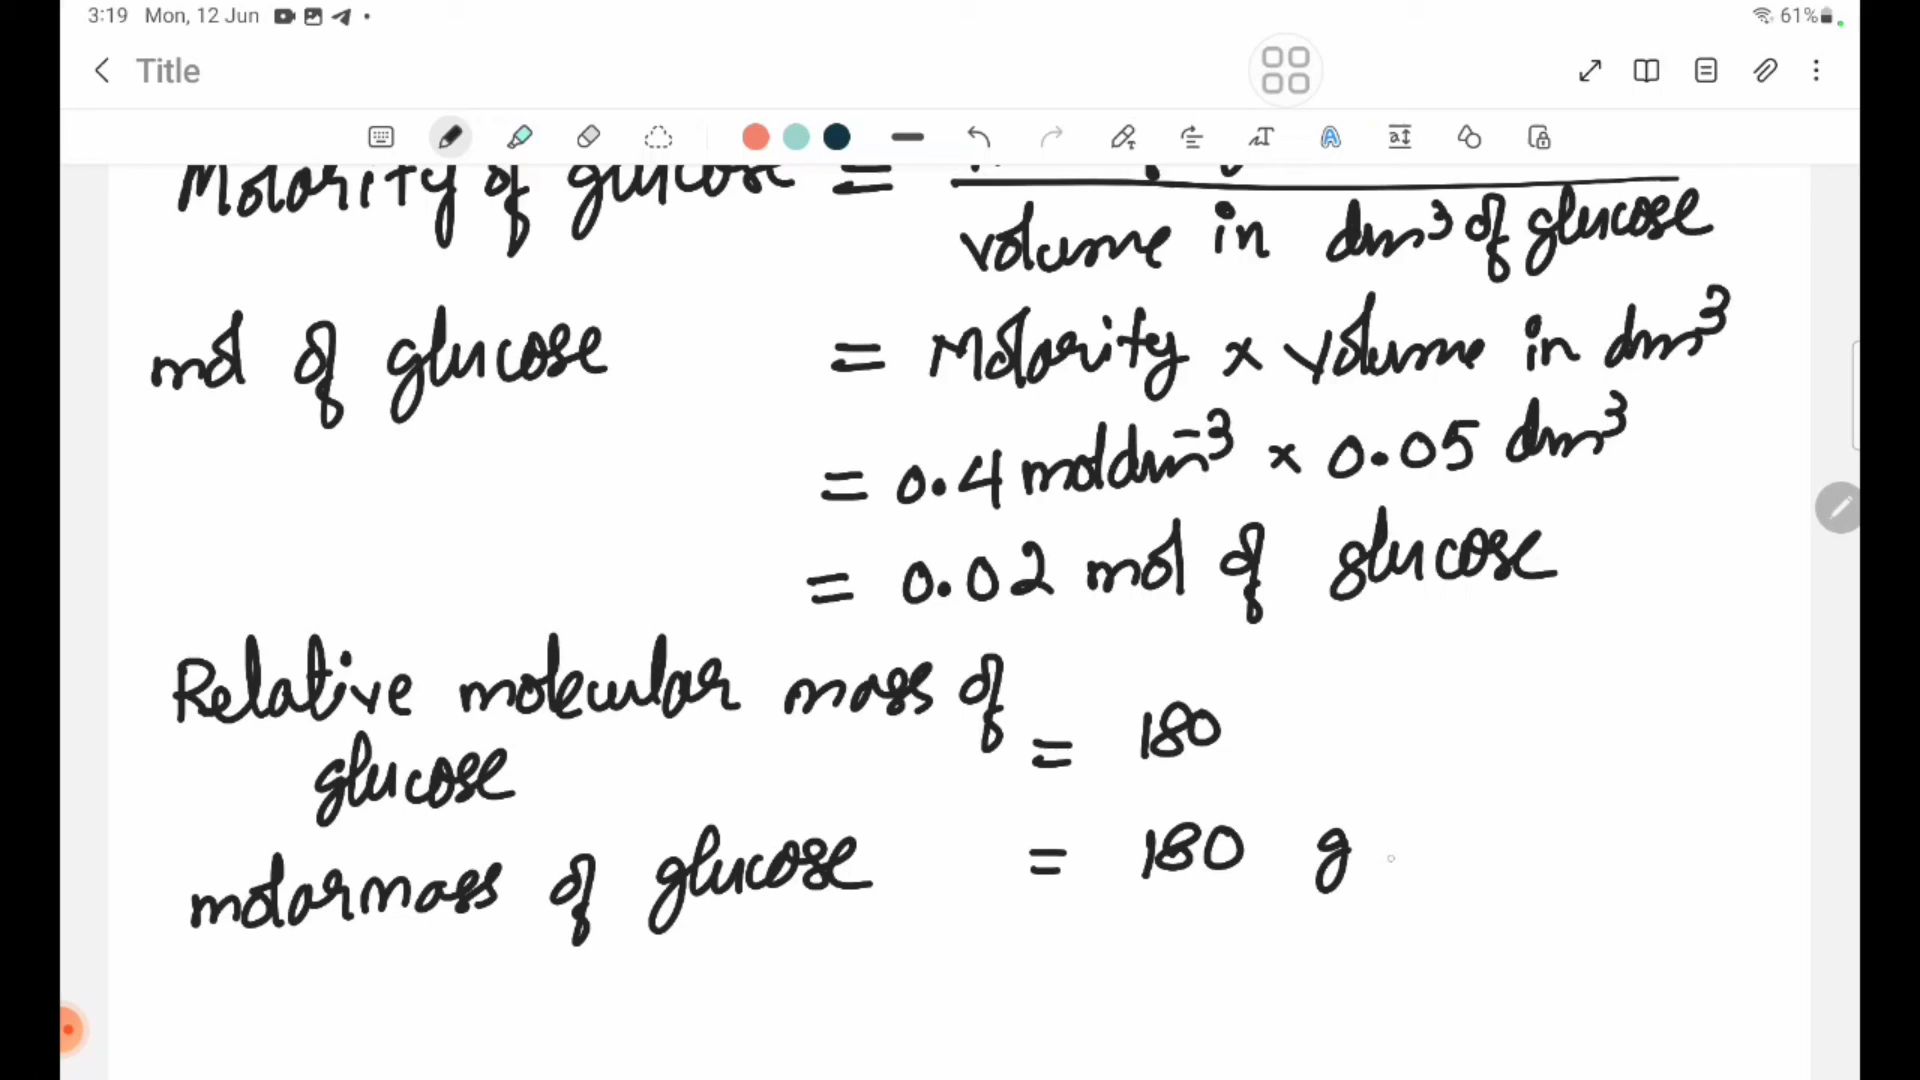 3:19 Mon, 12 Jun
61%
Title
Molarity of glucose =
volume in dm³ of glucose
mol of glucose = Molarity x volume in dm³
= 0.4 moldm⁻³ x 0.05 dm³
= 0.02 mol of glucose
Relative molecular mass of
glucose = 180
molarmass of glucose = 180 g